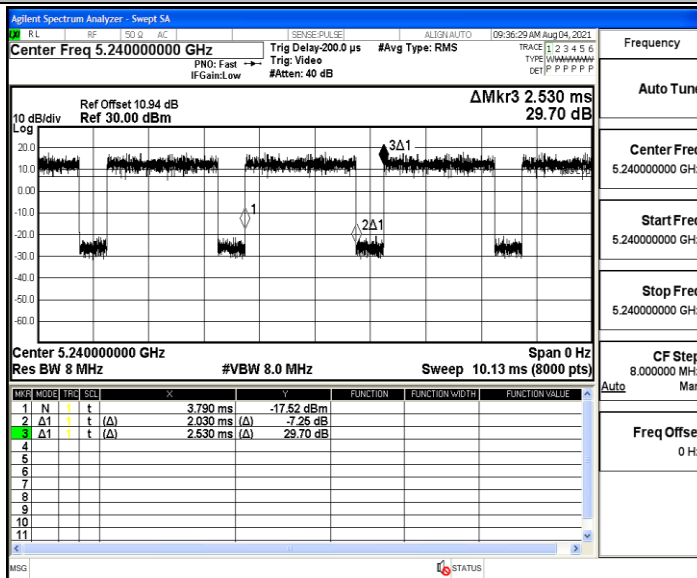 Agilent Spectrum Analyzer - Swept SA
LXI RL RF 50 Ω AC SENSE:PULSE ALIGN AUTO 09:36:29 AM Aug 04, 2021
Center Freq 5.240000000 GHz
PNO: Fast
IFGain:Low
Trig Delay-200.0 µs
Trig: Video
#Atten: 40 dB
#Avg Type: RMS
TRACE 1 2 3 4 5 6
TYPE
DET P P P P P P
Frequency
Auto Tune
Center Freq
5.240000000 GHz
Start Freq
5.240000000 GHz
Stop Freq
5.240000000 GHz
CF Step
8.000000 MHz
Auto Man
Freq Offset
0 Hz
ΔMkr3 2.530 ms
29.70 dB
Ref Offset 10.94 dB
10 dB/div Ref 30.00 dBm
Log
20.0
10.0
0.00
-10.0
-20.0
-30.0
-40.0
-50.0
-60.0
3Δ1
1
2Δ1
Center 5.240000000 GHz Span 0 Hz
Res BW 8 MHz #VBW 8.0 MHz Sweep 10.13 ms (8000 pts)
MKR MODE TRC SCL X Y FUNCTION FUNCTION WIDTH FUNCTION VALUE
1 N 1 t 3.790 ms -17.52 dBm
2 Δ1 1 t (Δ) 2.030 ms (Δ) -7.25 dB
3 Δ1 1 t (Δ) 2.530 ms (Δ) 29.70 dB
4
5
6
7
8
9
10
11
MSG STATUS